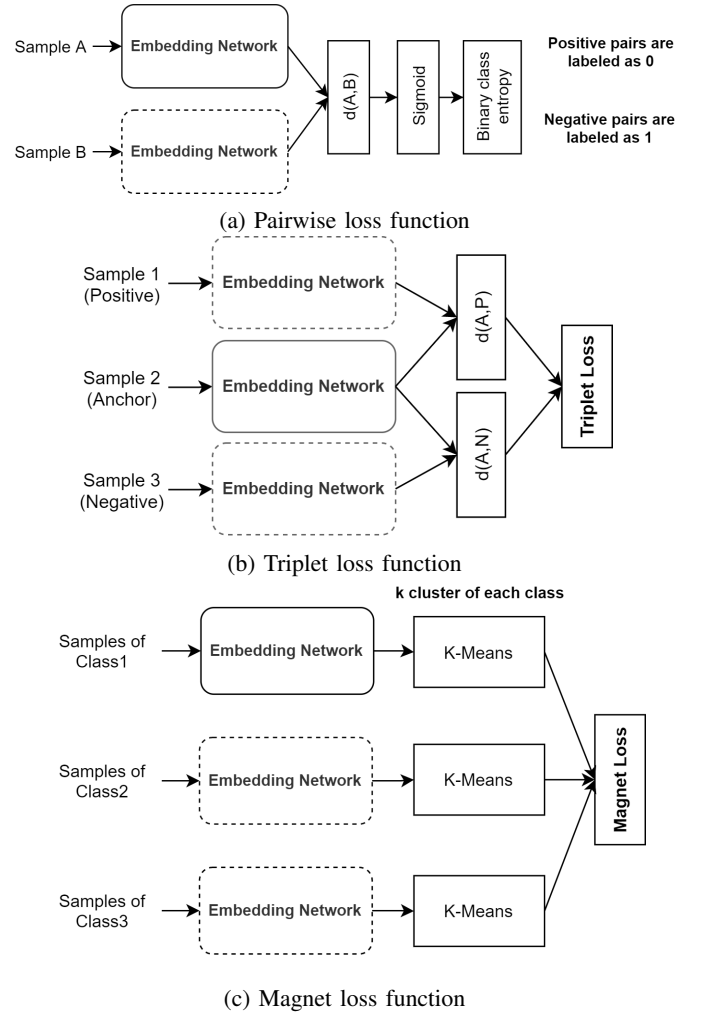 Sample A
Embedding Network
Sample B
Embedding Network
d(A,B)
Sigmoid
Binary class
entropy
Positive pairs are
labeled as 0
Negative pairs are
labeled as 1
(a) Pairwise loss function
Sample 1
(Positive)
Embedding Network
Sample 2
(Anchor)
Embedding Network
Sample 3
(Negative)
Embedding Network
d(A,P)
d(A,N)
Triplet Loss
(b) Triplet loss function
k cluster of each class
Samples of
Class1
Embedding Network
K-Means
Samples of
Class2
Embedding Network
K-Means
Samples of
Class3
Embedding Network
K-Means
Magnet Loss
(c) Magnet loss function